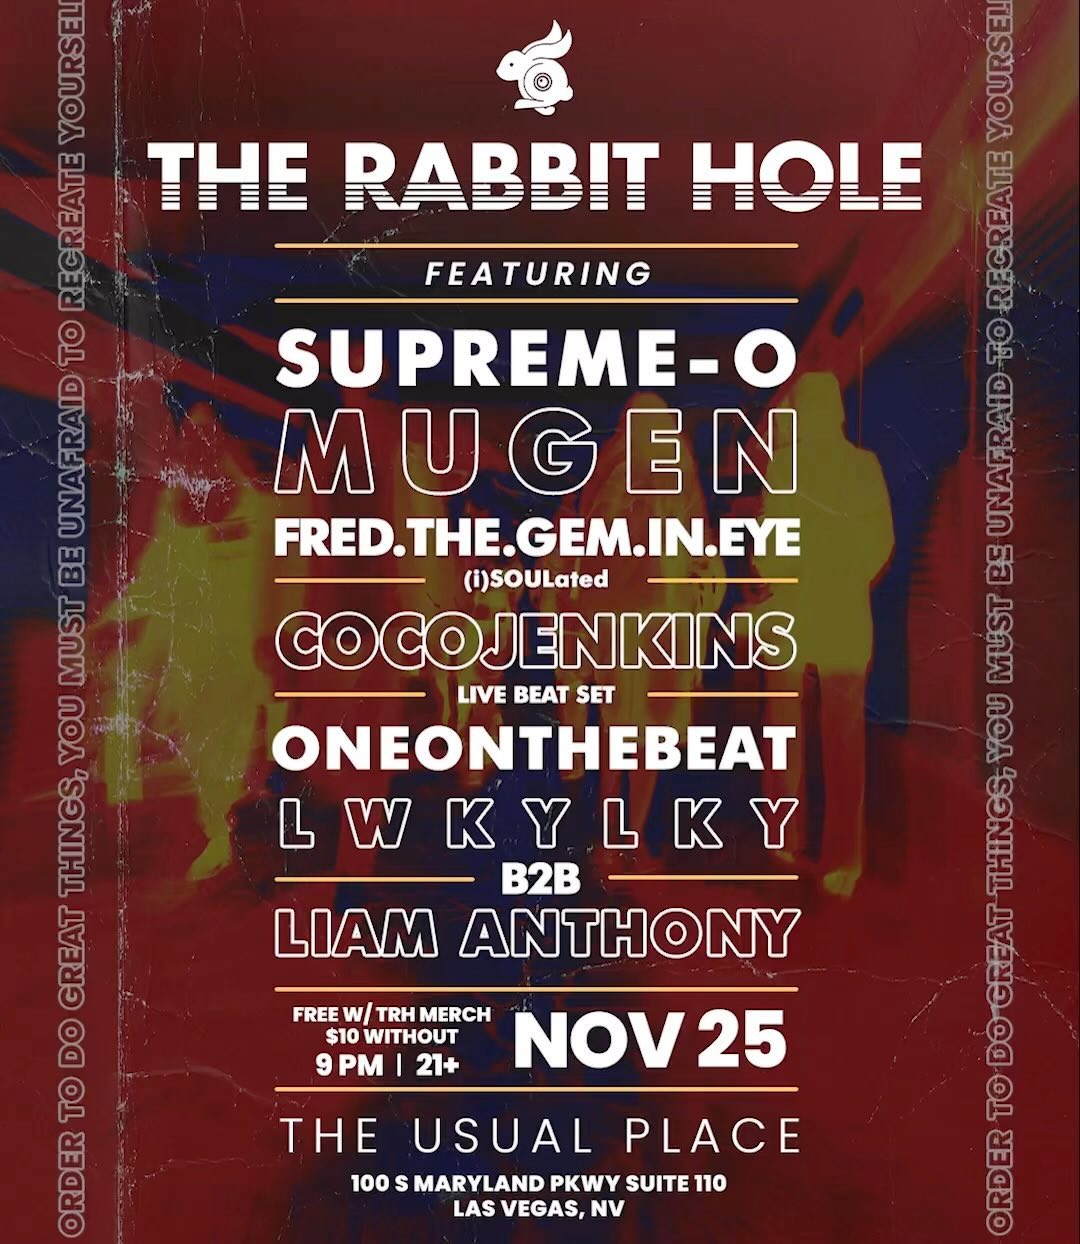 THE RABBIT HOLE
FEATURING
SUPREME-O
MUGEN
FRED.THE.GEM.IN.EYE
(i)SOULated
COCOJENKINS
LIVE BEAT SET
ONEONTHEBEAT
LWKYLKY
B2B
LIAM ANTHONY
FREE W/ TRH MERCH
$10 WITHOUT
9 PM | 21+
NOV 25
THE USUAL PLACE
100 S MARYLAND PKWY SUITE 110
LAS VEGAS, NV
ORDER TO DO GREAT THINGS, YOU MUST BE UNAFRAID TO RECREATE YOURSEL
ORDER TO DO GREAT THINGS, YOU MUST BE UNAFRAID TO RECREATE YOURSEL